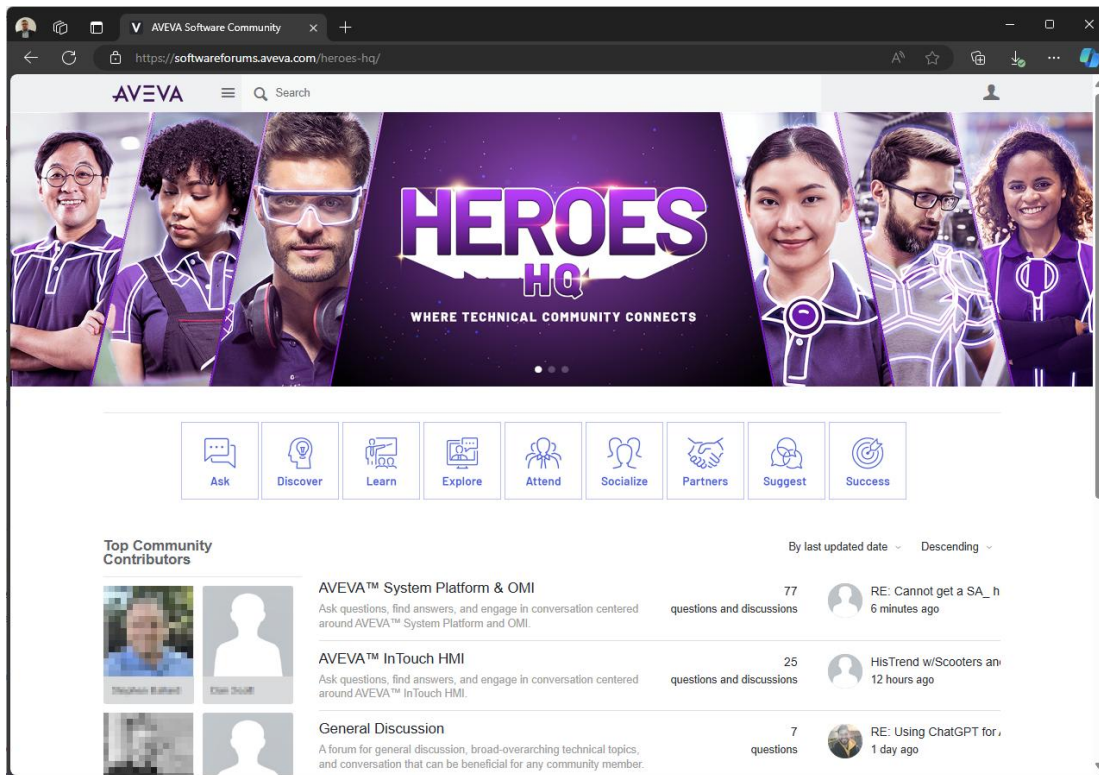 AVEVA Software Community
https://softwareforums.aveva.com/heroes-hq/
AVEVA
Search
HEROES
HQ
WHERE TECHNICAL COMMUNITY CONNECTS
Ask
Discover
Learn
Explore
Attend
Socialize
Partners
Suggest
Success
Top Community
Contributors
By last updated date
Descending
AVEVA™ System Platform & OMI
Ask questions, find answers, and engage in conversation centered
around AVEVA™ System Platform and OMI.
77
questions and discussions
RE: Cannot get a SA_ h
6 minutes ago
AVEVA™ InTouch HMI
Ask questions, find answers, and engage in conversation centered
around AVEVA™ InTouch HMI.
25
questions and discussions
HisTrend w/Scooters and
12 hours ago
General Discussion
A forum for general discussion, broad-overarching technical topics,
and conversation that can be beneficial for any community member.
7
questions
RE: Using ChatGPT for
1 day ago